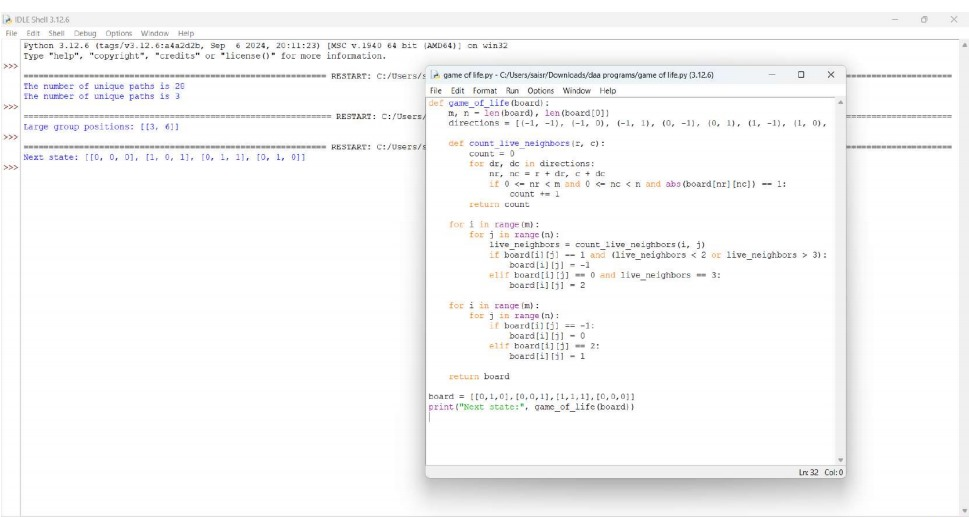 IDLE Shell 3.12.6
File Edit Shell Debug Options Window Help
Python 3.12.6 (tags/v3.12.6:a4a2d2b, Sep 6 2024, 20:11:23) [MSC v.1940 64 bit (AMD64)] on win32
Type "help", "copyright", "credits" or "license()" for more information.
>>>
RESTART: C:/Users/s
The number of unique paths is 28
The number of unique paths is 3
>>>
RESTART: C:/Users/
Large group positions: [[3, 6]]
>>>
RESTART: C:/Users/s
Next state: [[0, 0, 0], [1, 0, 1], [0, 1, 1], [0, 1, 0]]
>>>
game of life.py - C:/Users/saisr/Downloads/daa programs/game of life.py (3.12.6)
File Edit Format Run Options Window Help
def game_of_life(board):
    m, n = len(board), len(board[0])
    directions = [(-1, -1), (-1, 0), (-1, 1), (0, -1), (0, 1), (1, -1), (1, 0),
    def count_live_neighbors(r, c):
        count = 0
        for dr, dc in directions:
            nr, nc = r + dr, c + dc
            if 0 <= nr < m and 0 <= nc < n and abs(board[nr][nc]) == 1:
                count += 1
        return count
    for i in range(m):
        for j in range(n):
            live_neighbors = count_live_neighbors(i, j)
            if board[i][j] == 1 and (live_neighbors < 2 or live_neighbors > 3):
                board[i][j] = -1
            elif board[i][j] == 0 and live_neighbors == 3:
                board[i][j] = 2
    for i in range(m):
        for j in range(n):
            if board[i][j] == -1:
                board[i][j] = 0
            elif board[i][j] == 2:
                board[i][j] = 1
    return board
board = [[0,1,0],[0,0,1],[1,1,1],[0,0,0]]
print("Next state:", game_of_life(board))
Ln: 32 Col: 0